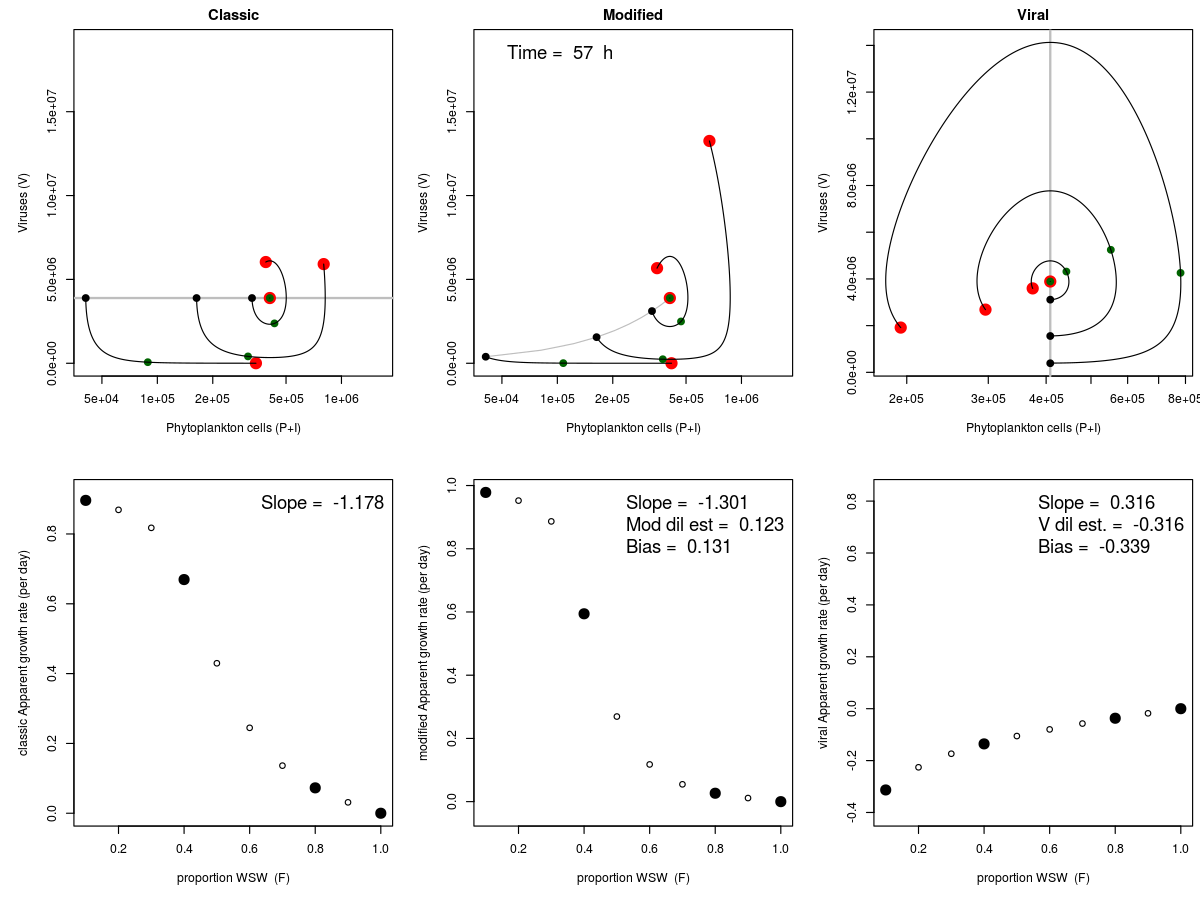 Classic
Modified
Viral
Time = 57 h
Viruses (V)
0.0e+00 5.0e+06 1.0e+07 1.5e+07
5e+04 1e+05 2e+05 5e+05 1e+06
Phytoplankton cells (P+I)
Viruses (V)
0.0e+00 5.0e+06 1.0e+07 1.5e+07
5e+04 1e+05 2e+05 5e+05 1e+06
Phytoplankton cells (P+I)
Viruses (V)
0.0e+00 4.0e+06 8.0e+06 1.2e+07
2e+05 3e+05 4e+05 6e+05 8e+05
Phytoplankton cells (P+I)
Slope = -1.178
classic Apparent growth rate (per day)
0.0 0.2 0.4 0.6 0.8
0.2 0.4 0.6 0.8 1.0
proportion WSW (F)
Slope = -1.301
Mod dil est = 0.123
Bias = 0.131
modified Apparent growth rate (per day)
0.0 0.2 0.4 0.6 0.8 1.0
0.2 0.4 0.6 0.8 1.0
proportion WSW (F)
Slope = 0.316
V dil est. = -0.316
Bias = -0.339
viral Apparent growth rate (per day)
-0.4 -0.2 0.0 0.2 0.4 0.6 0.8
0.2 0.4 0.6 0.8 1.0
proportion WSW (F)